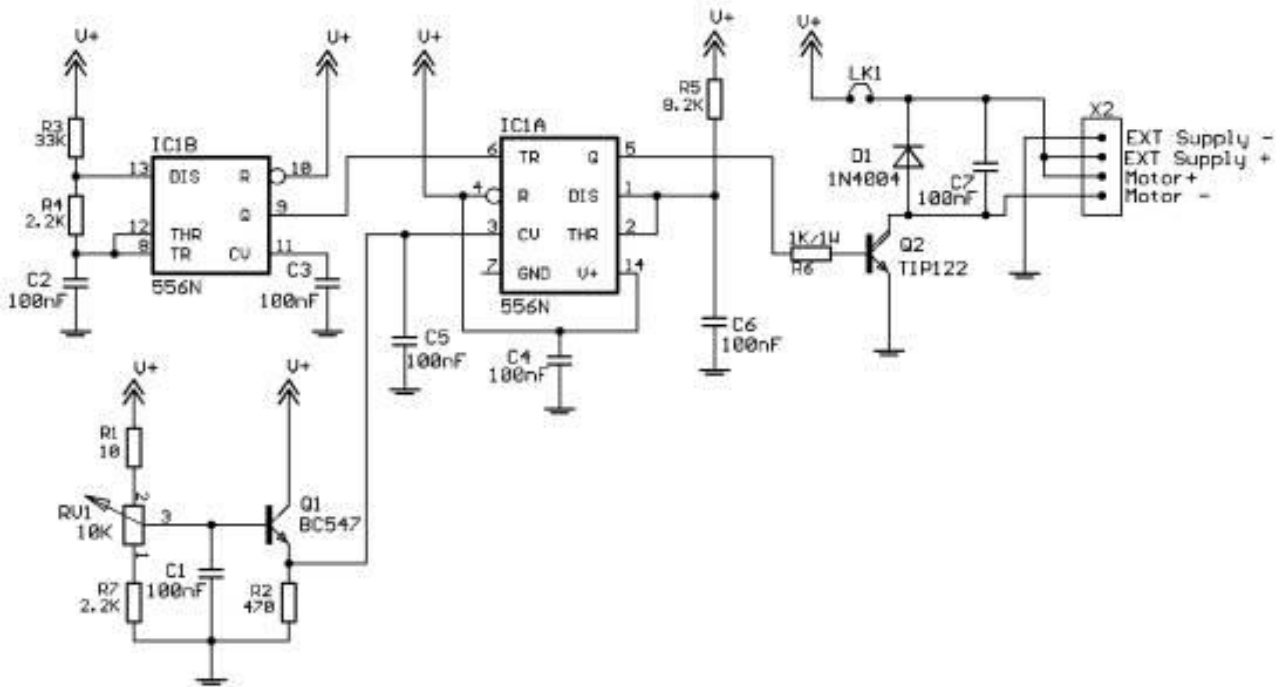 V+
V+
V+
V+
V+
R3
33K
R4
2.2K
C2
100nF
IC1B
13
DIS
R
10
Q
9
12
THR
8
TR
CV
11
556N
C3
100nF
IC1A
6
TR
Q
5
4
R
DIS
1
3
CV
THR
2
7
GND
V+
14
556N
C5
100nF
C4
100nF
R5
8.2K
C6
100nF
LK1
D1
1N4004
C7
100nF
1K/1W
R6
Q2
TIP122
X2
EXT Supply -
EXT Supply +
Motor+
Motor -
V+
V+
R1
10
RV1
10K
2
3
1
R7
2.2K
C1
100nF
Q1
BC547
R2
470